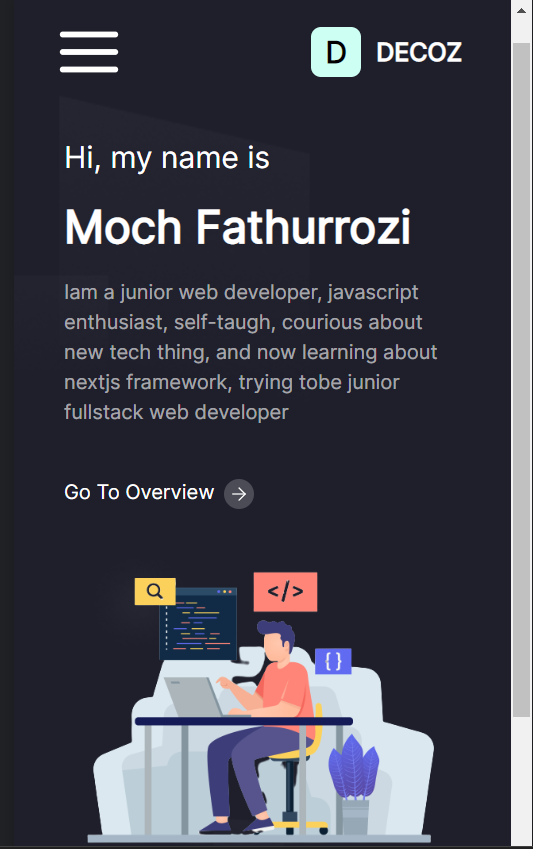 D DECOZ
Hi, my name is
Moch Fathurrozi
Iam a junior web developer, javascript
enthusiast, self-taugh, courious about
new tech thing, and now learning about
nextjs framework, trying tobe junior
fullstack web developer
Go To Overview
</>
{ }